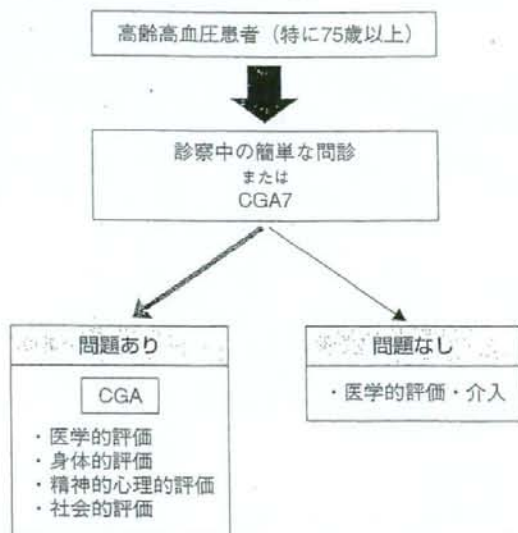 高齢高血圧患者（特に75歳以上）
診察中の簡単な問診
または
CGA7
問題あり
CGA
・医学的評価
・身体的評価
・精神的心理的評価
・社会的評価
問題なし
・医学的評価・介入